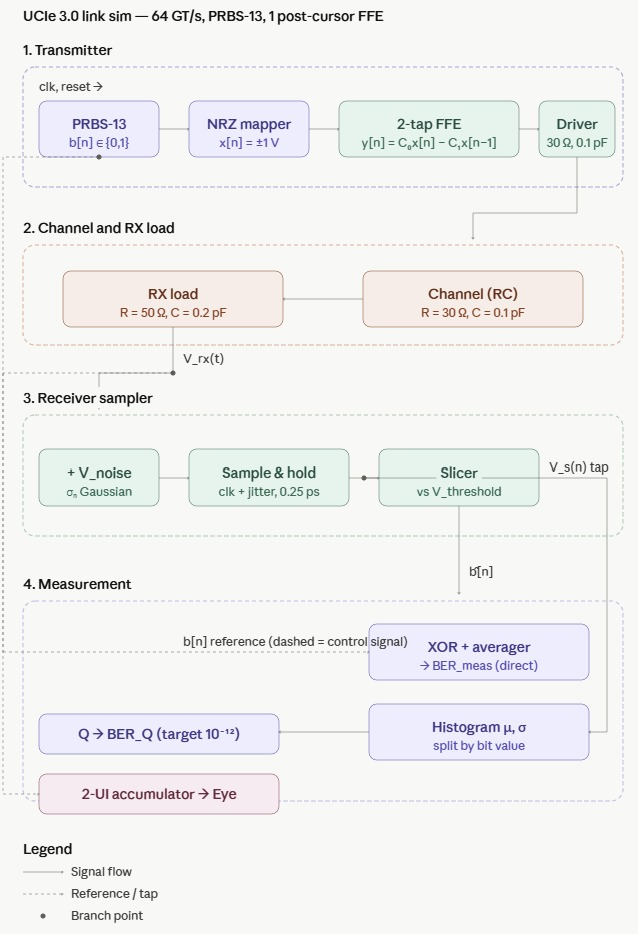 UCIe 3.0 link sim — 64 GT/s, PRBS-13, 1 post-cursor FFE
1. Transmitter
clk, reset →
PRBS-13
b[n] ∈ {0,1}
NRZ mapper
x[n] = ±1 V
2-tap FFE
y[n] = C₀x[n] − C₁x[n−1]
Driver
30 Ω, 0.1 pF
2. Channel and RX load
RX load
R = 50 Ω, C = 0.2 pF
Channel (RC)
R = 30 Ω, C = 0.1 pF
V_rx(t)
3. Receiver sampler
+ V_noise
σₙ Gaussian
Sample & hold
clk + jitter, 0.25 ps
Slicer
vs V_threshold
V_s(n) tap
b̂[n]
4. Measurement
b[n] reference (dashed = control signal)
XOR + averager
→ BER_meas (direct)
Q → BER_Q (target 10⁻¹²)
Histogram μ, σ
split by bit value
2-UI accumulator → Eye
Legend
Signal flow
Reference / tap
Branch point